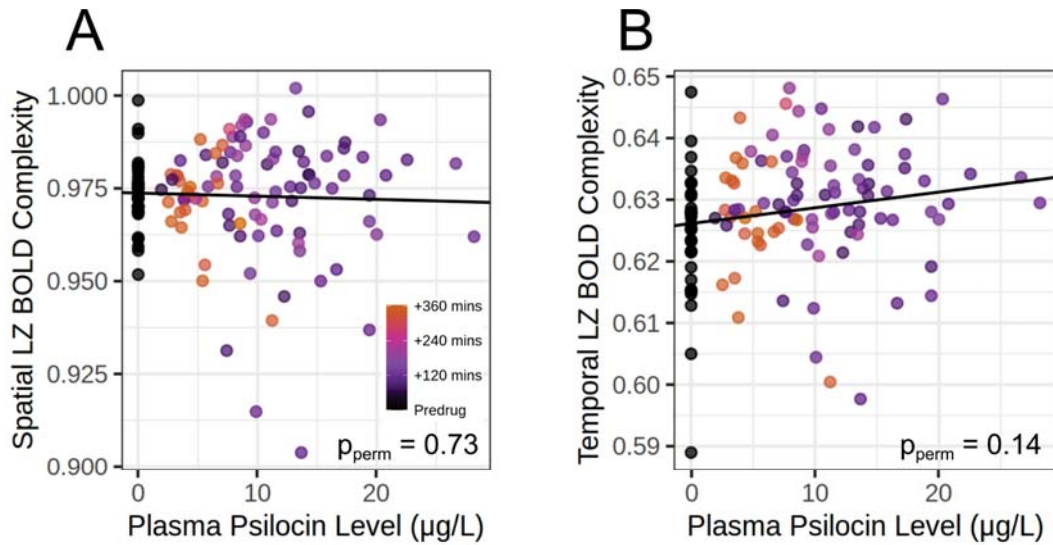 A
Spatial LZ BOLD Complexity
1.000
0.975
0.950
0.925
0.900
+360 mins
+240 mins
+120 mins
Predrug
pperm = 0.73
0
10
20
Plasma Psilocin Level (µg/L)
B
Temporal LZ BOLD Complexity
0.65
0.64
0.63
0.62
0.61
0.60
0.59
pperm = 0.14
0
10
20
Plasma Psilocin Level (µg/L)